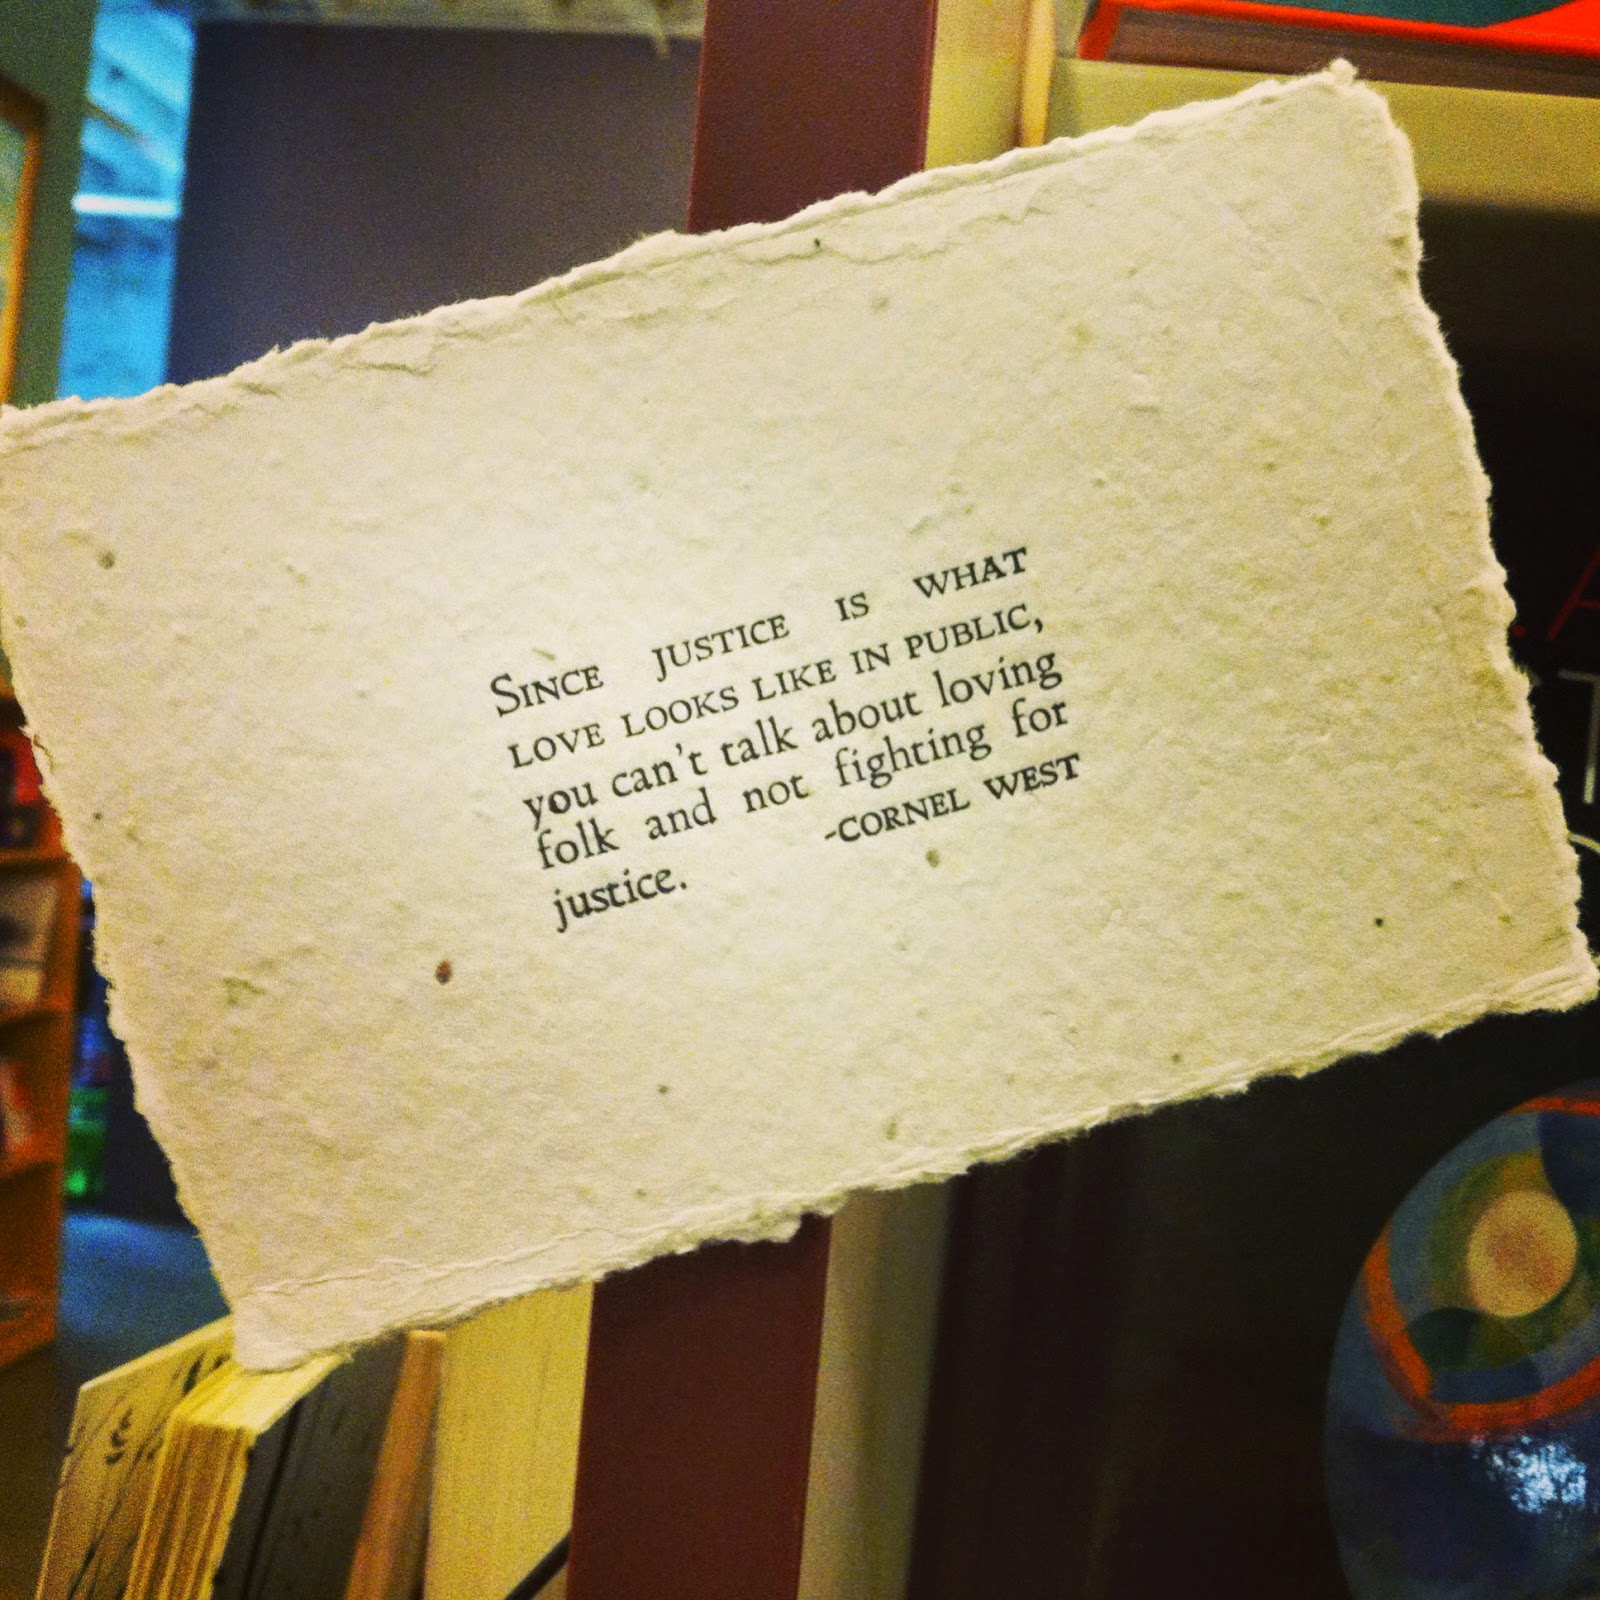 SINCE JUSTICE IS WHAT
LOVE LOOKS LIKE IN PUBLIC,
you can't talk about loving
folk and not fighting for
justice. -CORNEL WEST